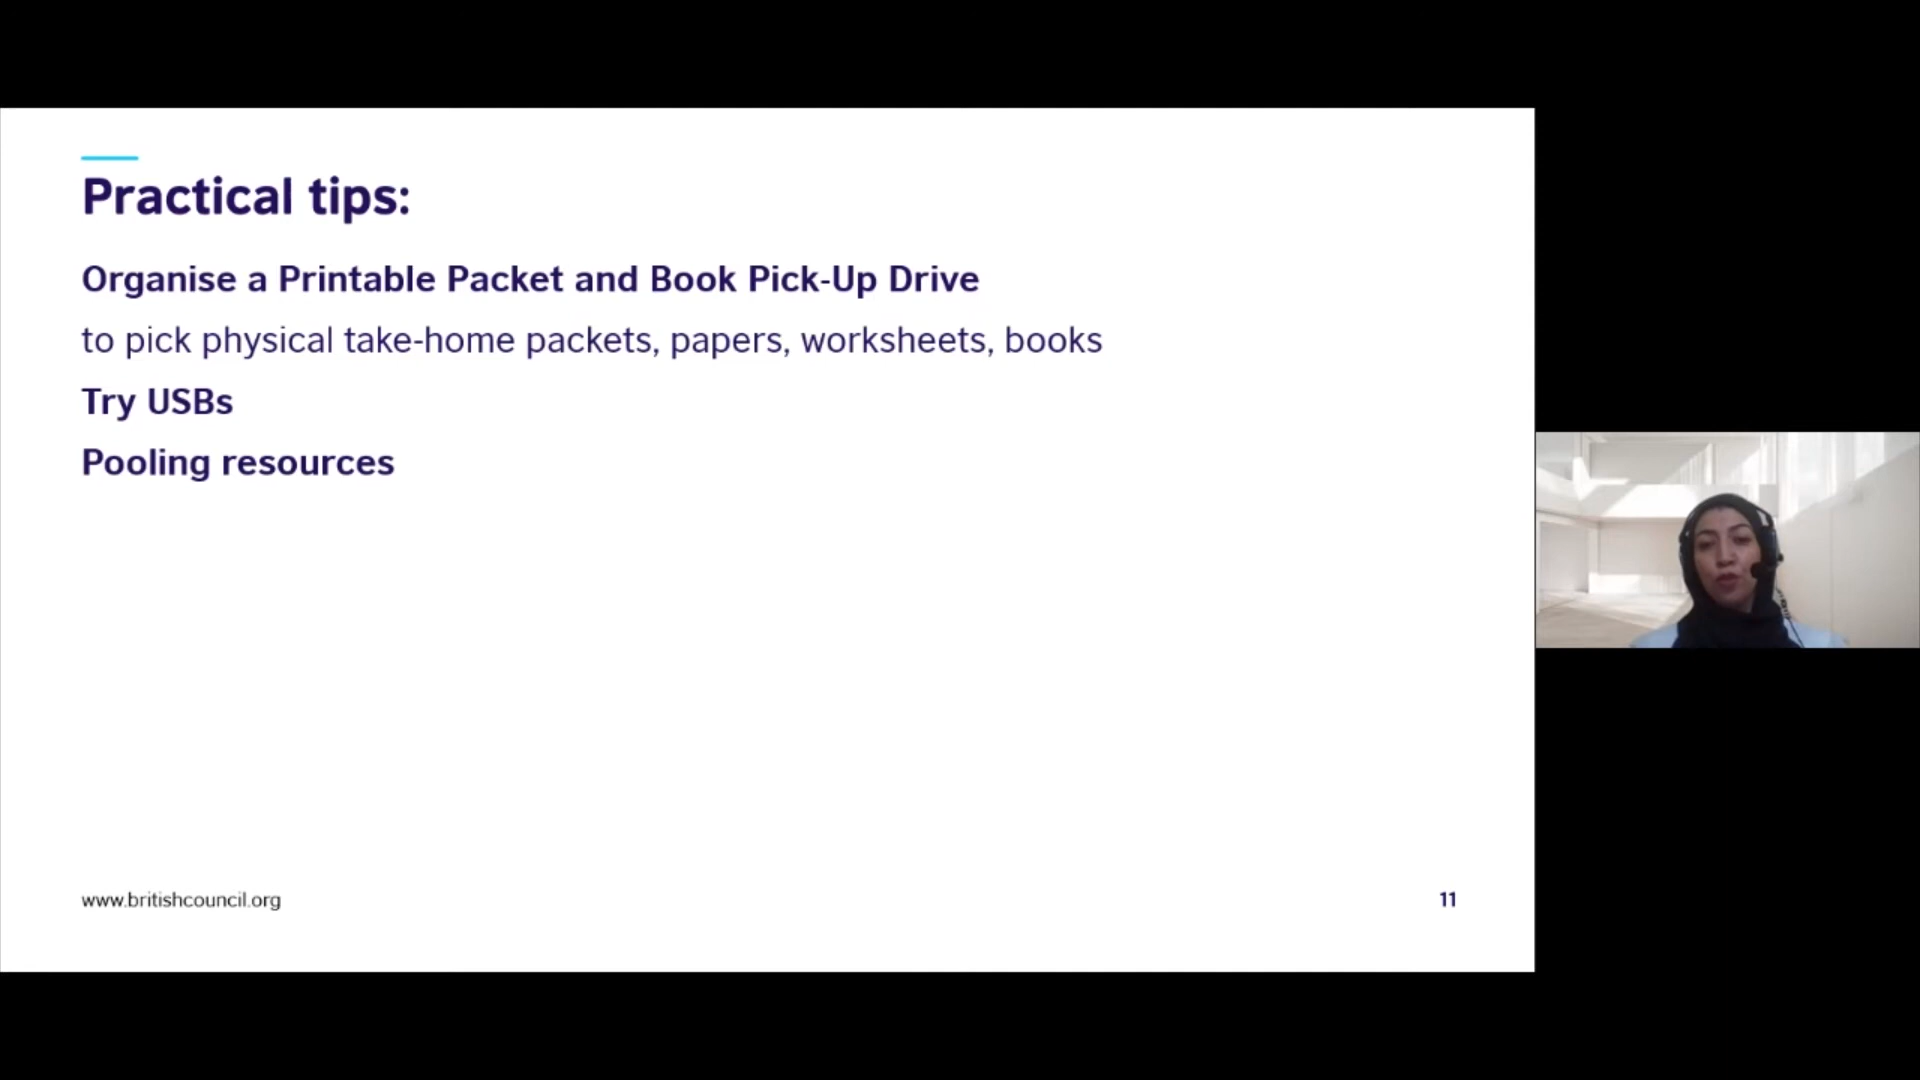 Practical tips:
Organise a Printable Packet and Book Pick-Up Drive
to pick physical take-home packets, papers, worksheets, books
Try USBs
Pooling resources
www.britishcouncil.org
11